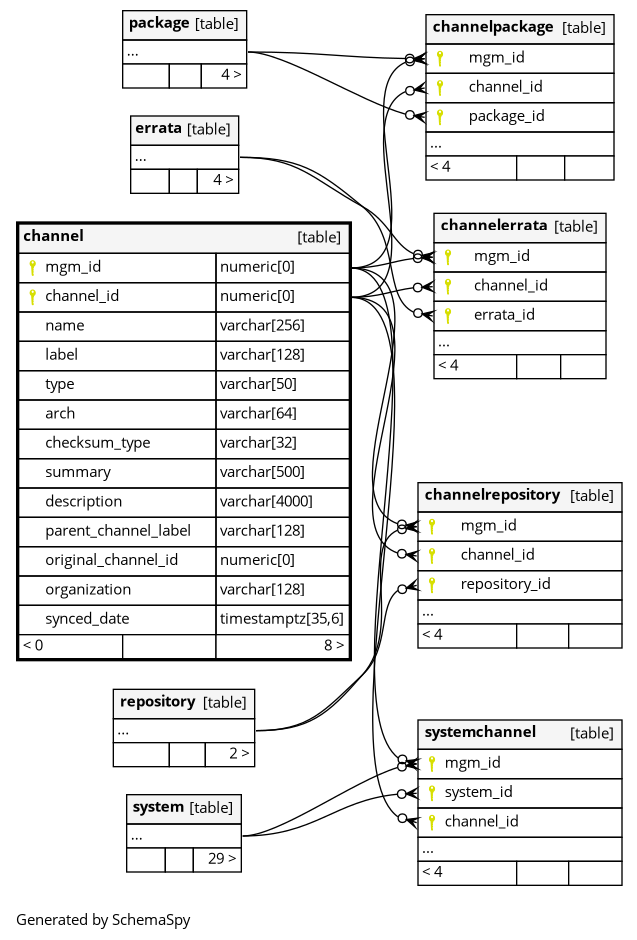 package [table]
...
4 >
errata [table]
...
4 >
channel [table]
mgm_id numeric[0]
channel_id numeric[0]
name varchar[256]
label varchar[128]
type varchar[50]
arch varchar[64]
checksum_type varchar[32]
summary varchar[500]
description varchar[4000]
parent_channel_label varchar[128]
original_channel_id numeric[0]
organization varchar[128]
synced_date timestamptz[35,6]
< 0 8 >
repository [table]
...
2 >
system [table]
...
29 >
channelpackage [table]
mgm_id
channel_id
package_id
...
< 4
channelerrata [table]
mgm_id
channel_id
errata_id
...
< 4
channelrepository [table]
mgm_id
channel_id
repository_id
...
< 4
systemchannel [table]
mgm_id
system_id
channel_id
...
< 4
Generated by SchemaSpy